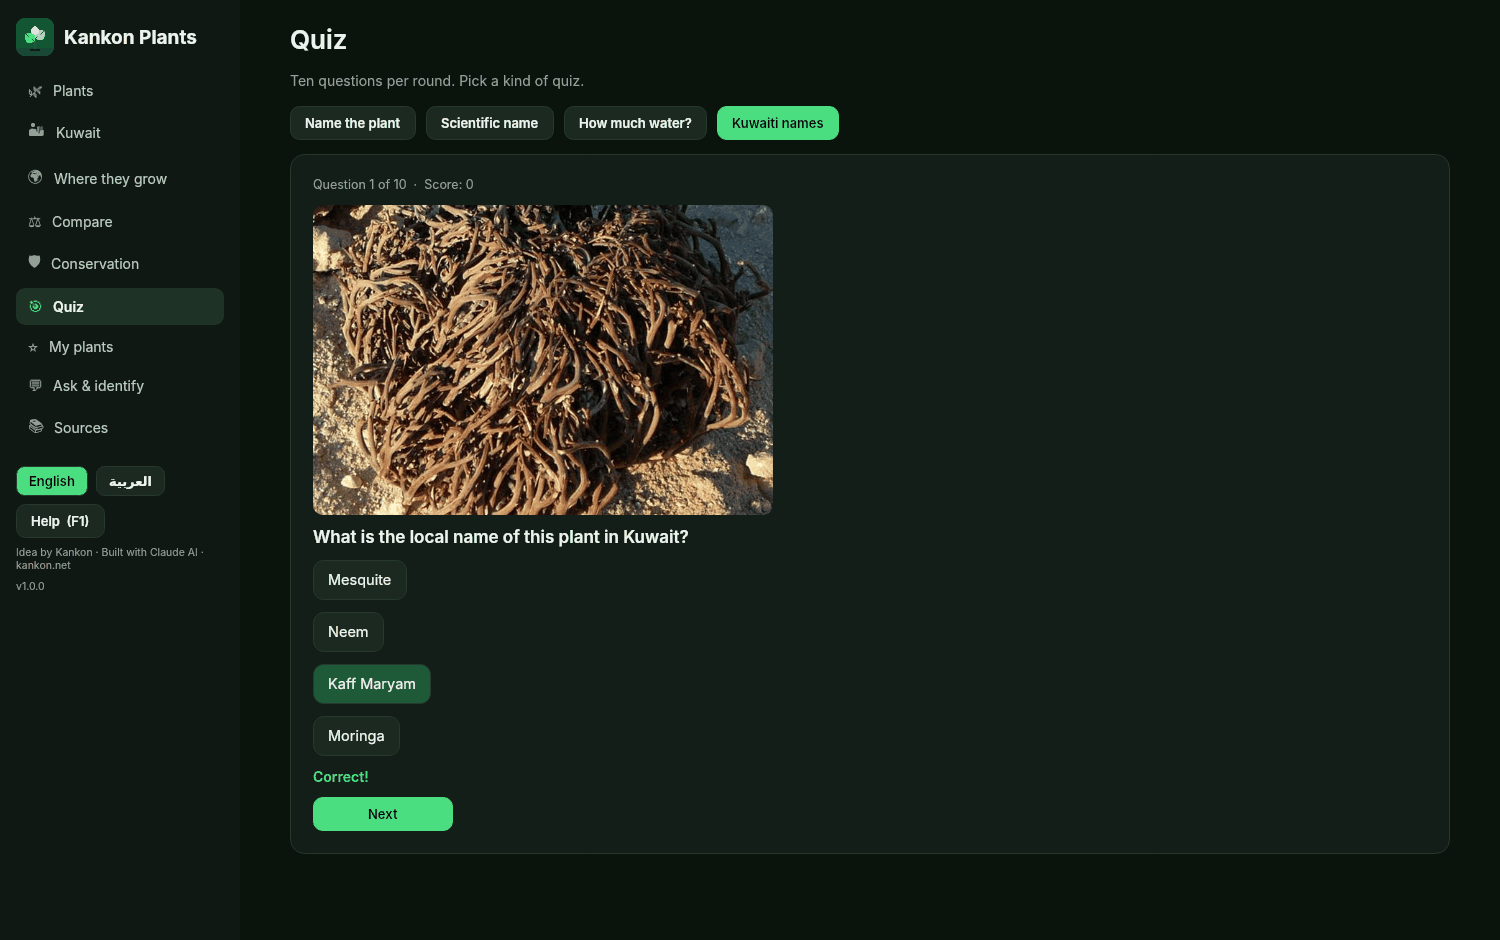 Kankon Plants
Plants
Kuwait
Where they grow
Compare
Conservation
Quiz
My plants
Ask & identify
Sources
English
العربية
Help (F1)
Idea by Kankon · Built with Claude AI ·
kankon.net
v1.0.0
Quiz
Ten questions per round. Pick a kind of quiz.
Name the plant
Scientific name
How much water?
Kuwaiti names
Question 1 of 10 · Score: 0
What is the local name of this plant in Kuwait?
Mesquite
Neem
Kaff Maryam
Moringa
Correct!
Next